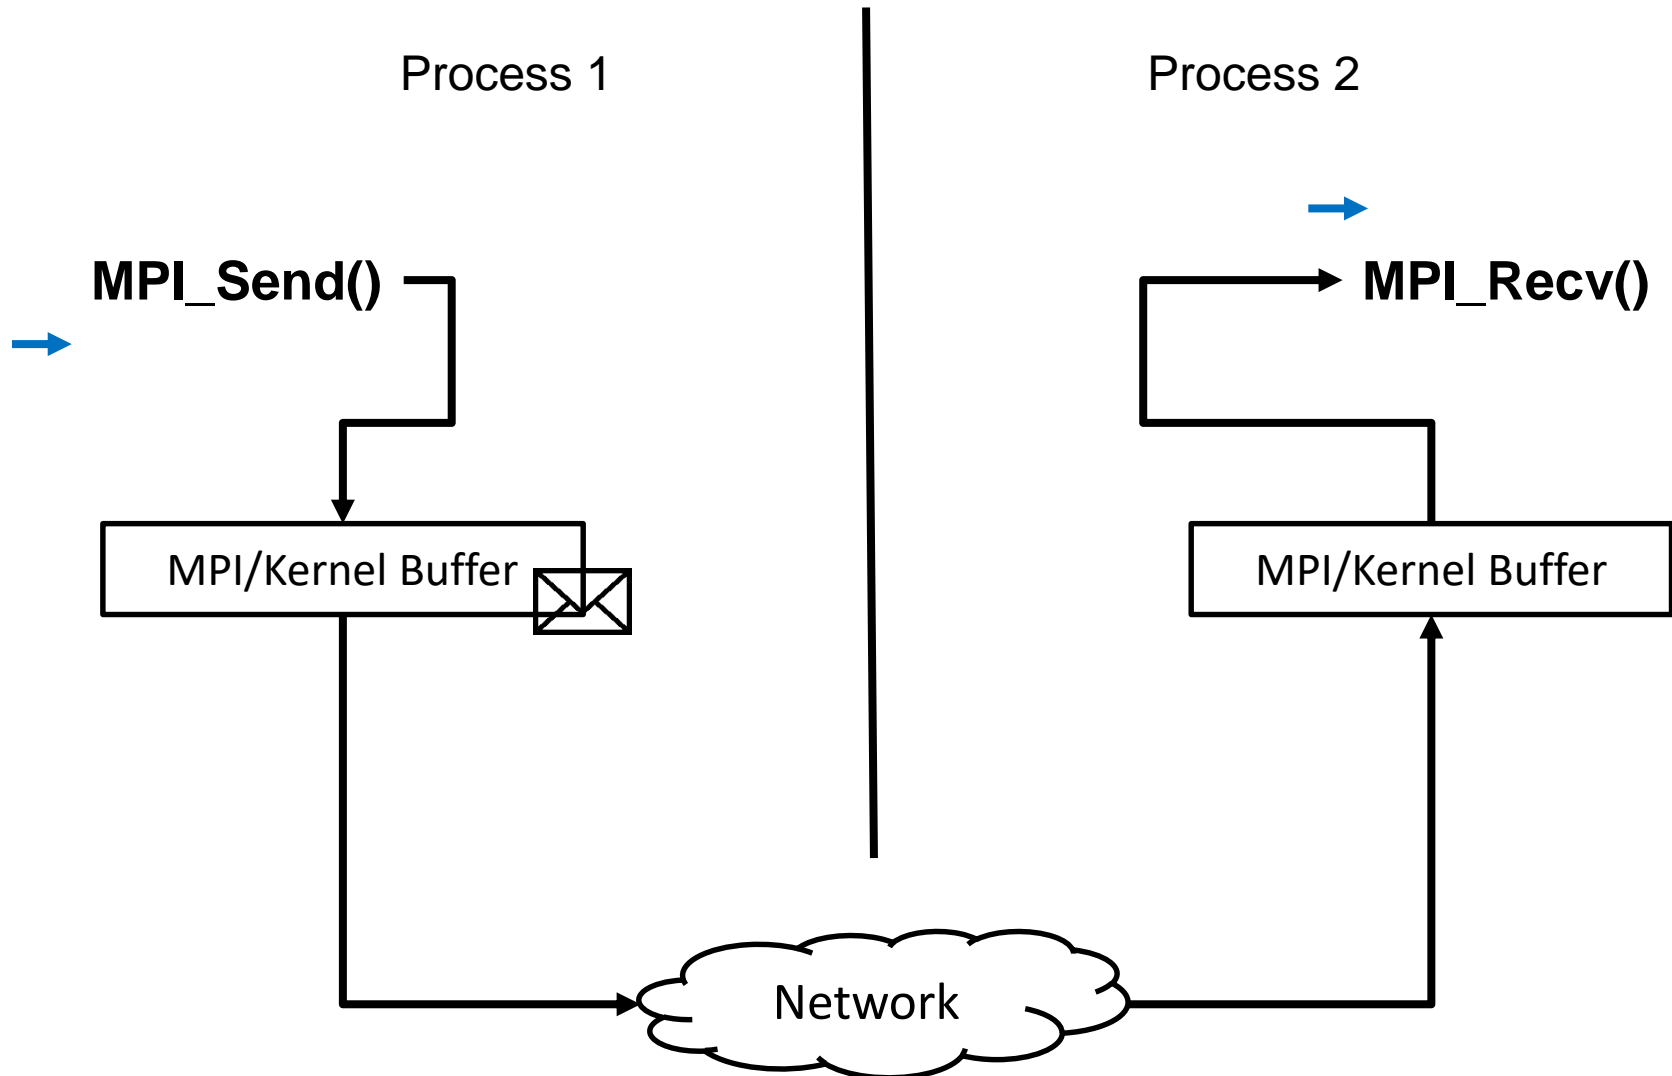 Process 1
Process 2
MPI_Send()
MPI_Recv()
MPI/Kernel Buffer
MPI/Kernel Buffer
Network